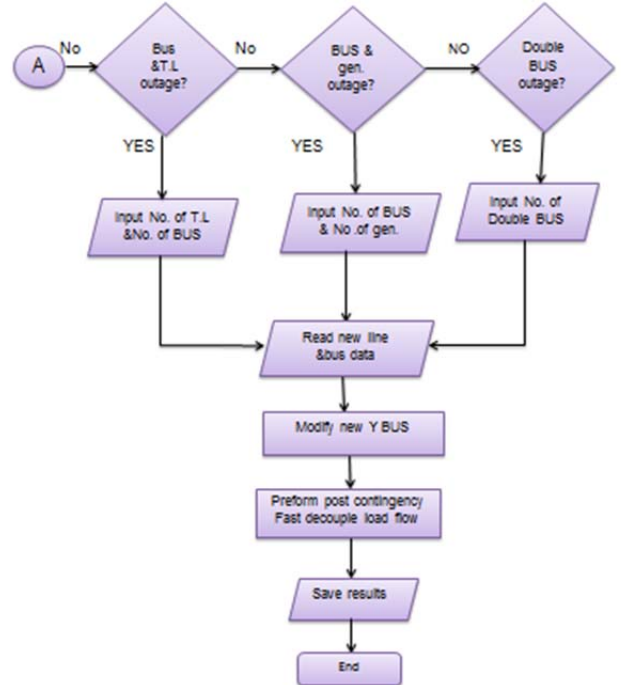 A
No
Bus
&T.L
outage?
No
BUS &
gen.
outage?
NO
Double
BUS
outage?
YES
YES
YES
Input No. of T.L
&No. of BUS
Input No. of BUS
& No .of gen.
Input No. of
Double BUS
Read new line
&bus data
Modify new Y BUS
Preform post contingency
Fast decouple load flow
Save results
End